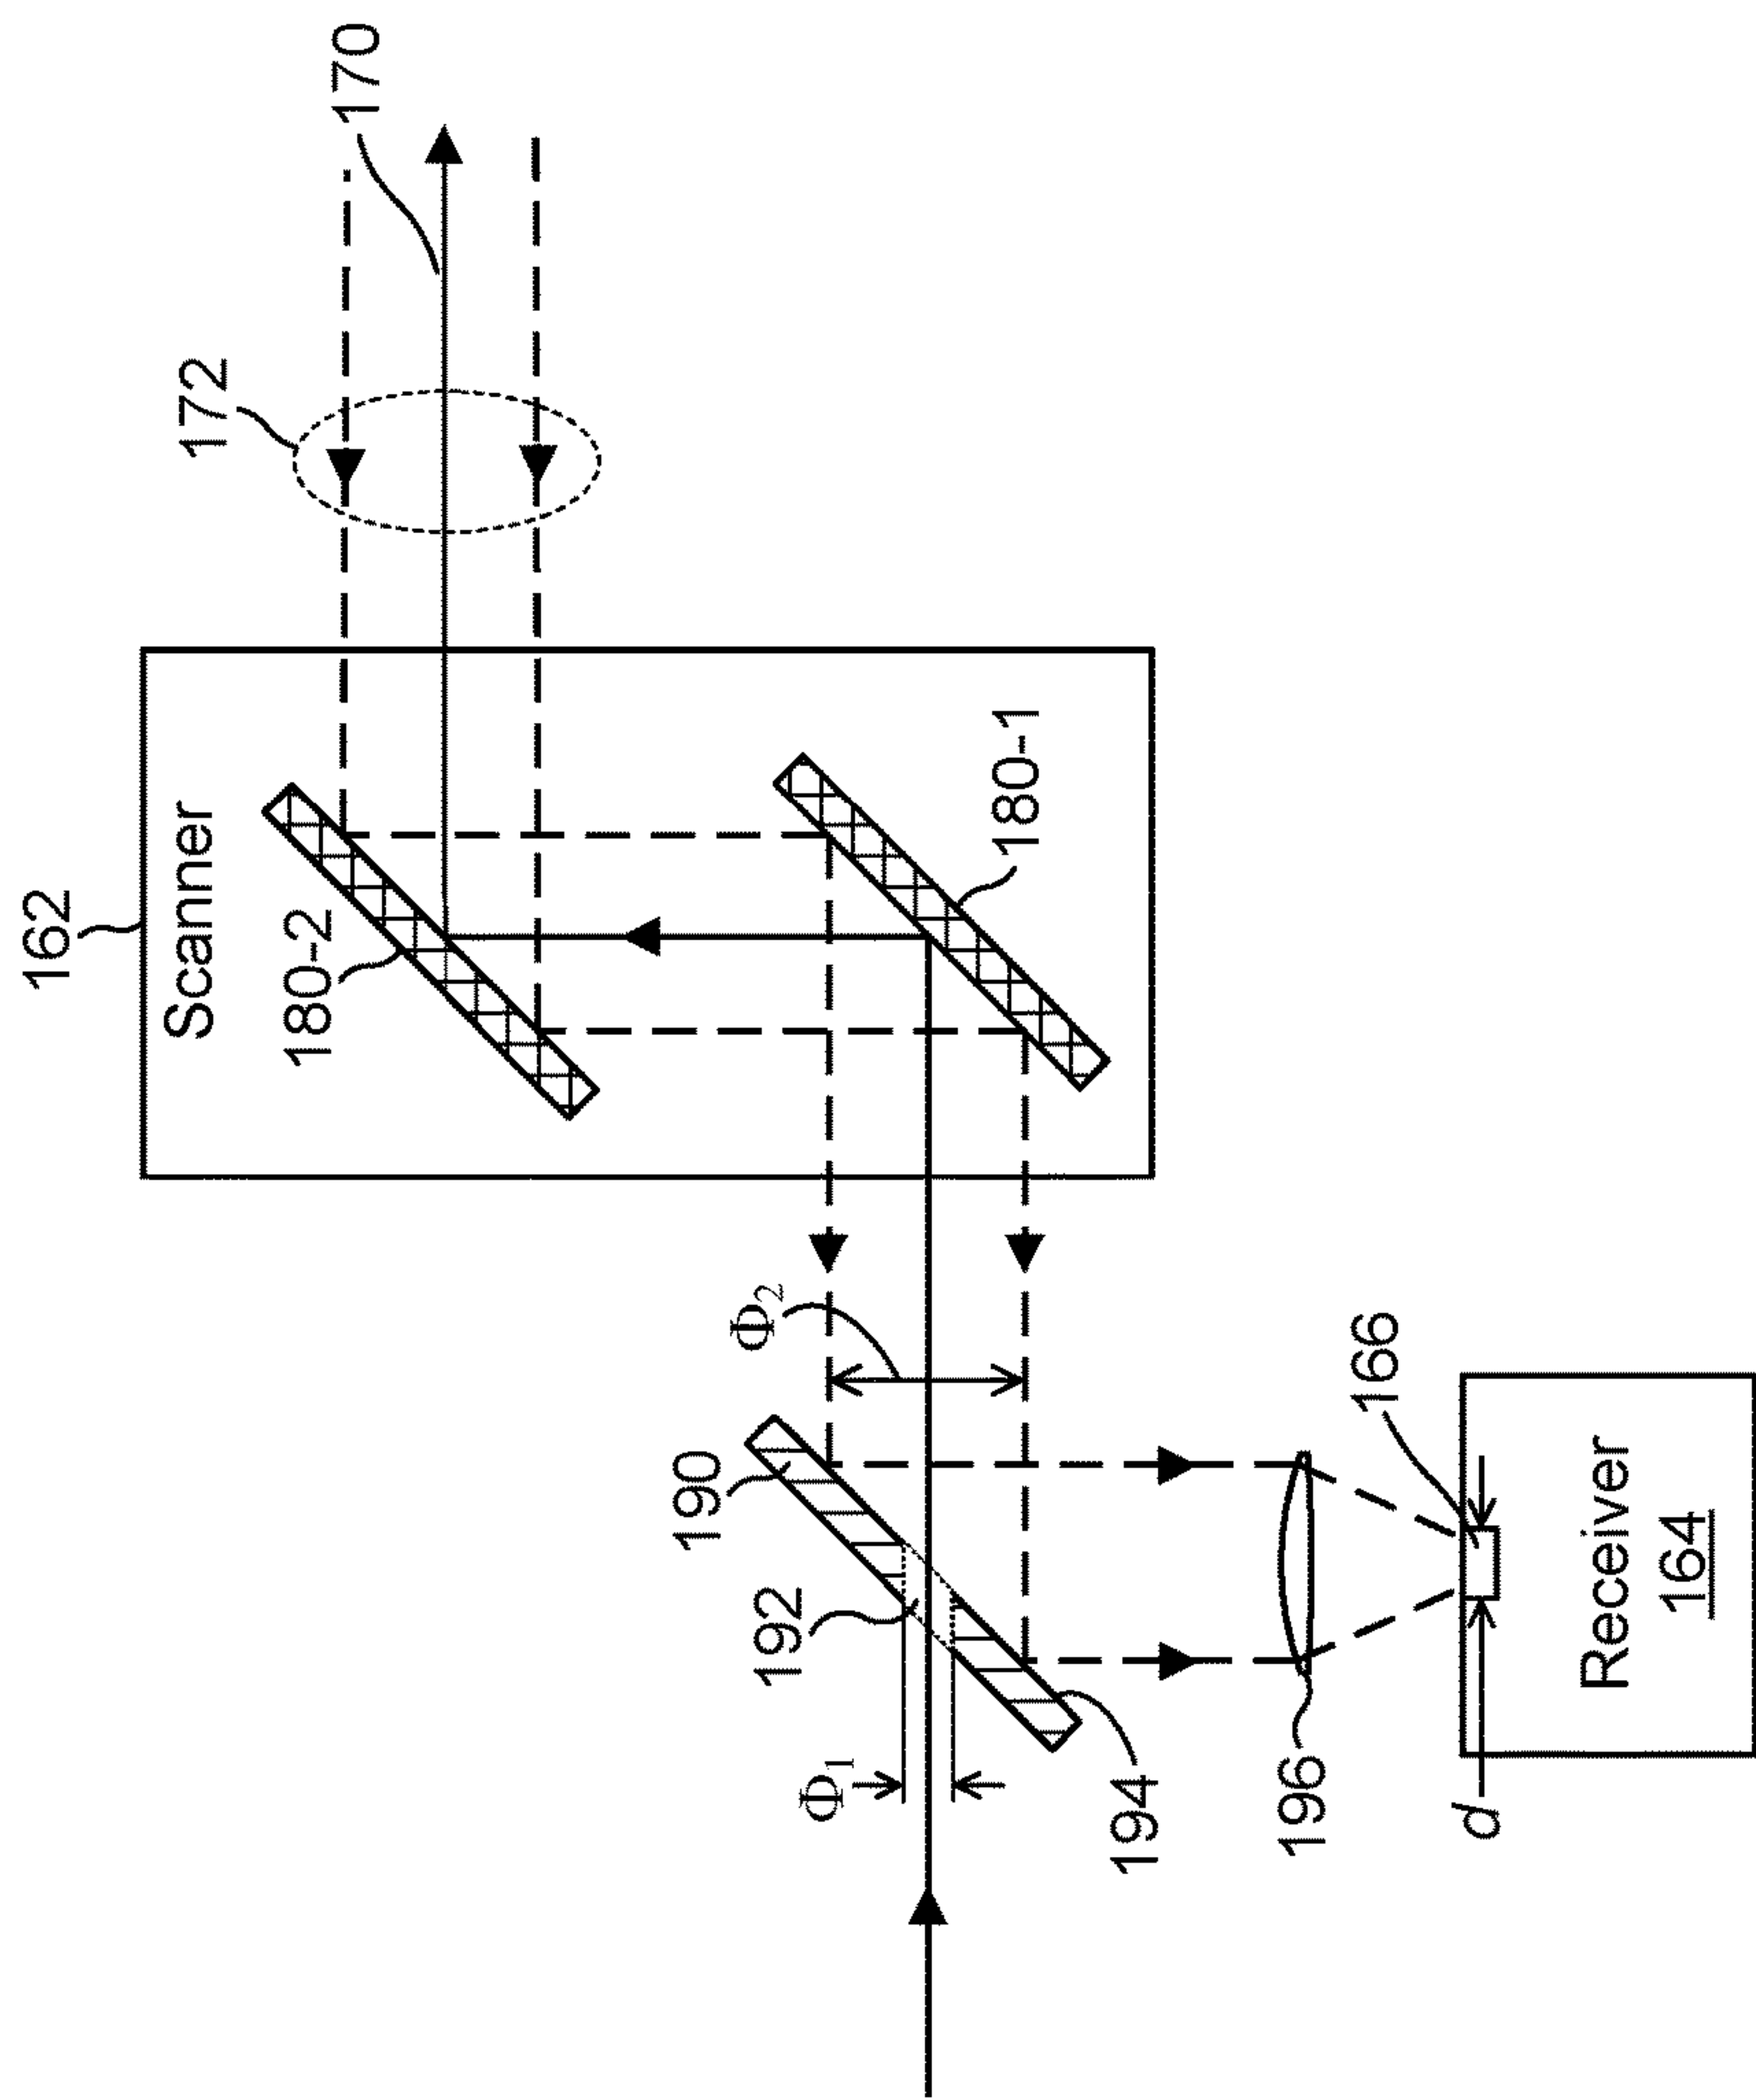 162
Scanner
180-2
180-1
172
170
Φ₂
190
192
Φ₁
194
196
166
d
Receiver
164